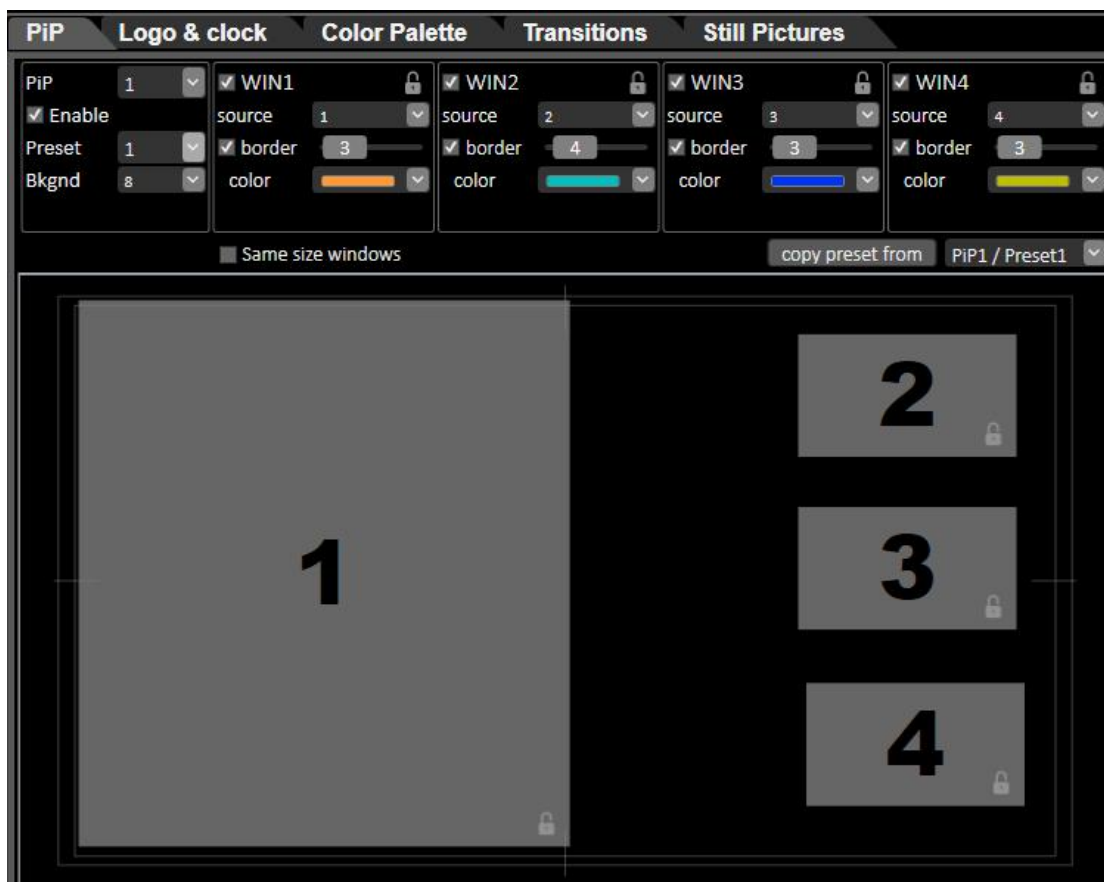 PiP Logo & clock Color Palette Transitions Still Pictures
PiP 1 WIN1 WIN2 WIN3 WIN4
Enable source 1 source 2 source 3 source 4
Preset 1 border 3 border 4 border 3 border 3
Bkgnd 8 color color color color
Same size windows copy preset from PiP1 / Preset1
1
2
3
4